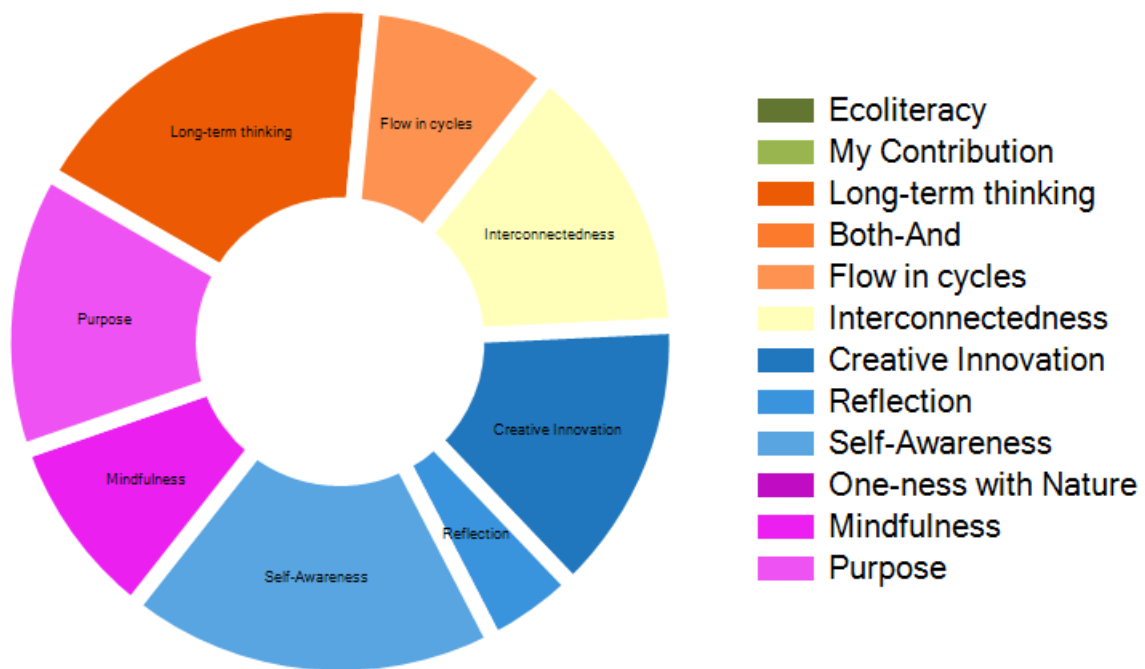 Long-term thinking
Flow in cycles
Interconnectedness
Purpose
Creative Innovation
Mindfulness
Reflection
Self-Awareness
Ecoliteracy
My Contribution
Long-term thinking
Both-And
Flow in cycles
Interconnectedness
Creative Innovation
Reflection
Self-Awareness
One-ness with Nature
Mindfulness
Purpose